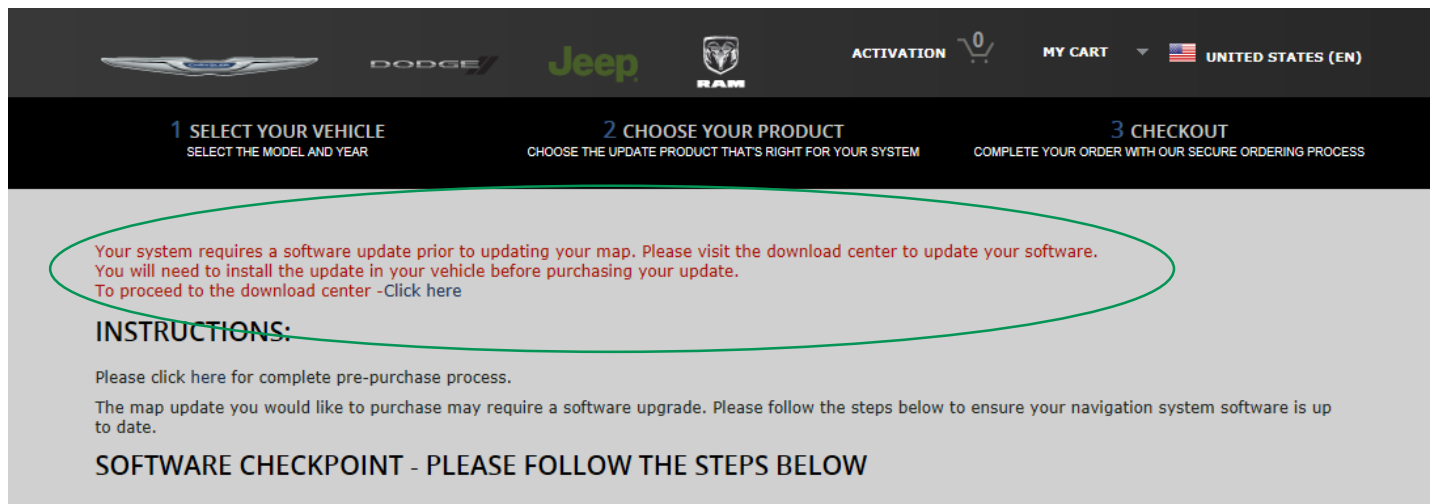 CHRYSLER
DODGE
Jeep
RAM
ACTIVATION
0
MY CART
UNITED STATES (EN)
1 SELECT YOUR VEHICLE
SELECT THE MODEL AND YEAR
2 CHOOSE YOUR PRODUCT
CHOOSE THE UPDATE PRODUCT THAT'S RIGHT FOR YOUR SYSTEM
3 CHECKOUT
COMPLETE YOUR ORDER WITH OUR SECURE ORDERING PROCESS
Your system requires a software update prior to updating your map. Please visit the download center to update your software.
You will need to install the update in your vehicle before purchasing your update.
To proceed to the download center -Click here
INSTRUCTIONS:
Please click here for complete pre-purchase process.
The map update you would like to purchase may require a software upgrade. Please follow the steps below to ensure your navigation system software is up
to date.
SOFTWARE CHECKPOINT - PLEASE FOLLOW THE STEPS BELOW